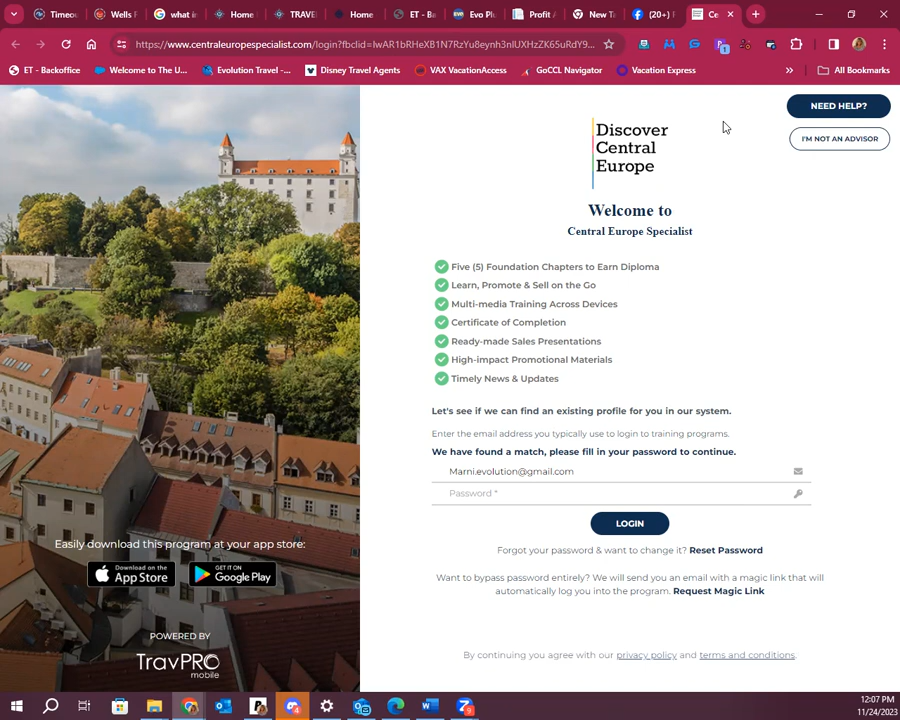 Timeou
Wells F
what in
Home
TRAVE
Home
ET - Ba
Evo Plu
Profit A
New Ta
(20+) F
Ce
https://www.centraleuropespecialist.com/login?fbclid=IwAR1bRHeXB1N7RzYu8eynh3nlUXHzZK65uRdY9...
ET - Backoffice
Welcome to The U...
Evolution Travel -...
Disney Travel Agents
VAX VacationAccess
GoCCL Navigator
Vacation Express
»
All Bookmarks
NEED HELP?
I'M NOT AN ADVISOR
Discover
Central
Europe
Welcome to
Central Europe Specialist
Five (5) Foundation Chapters to Earn Diploma
Learn, Promote & Sell on the Go
Multi-media Training Across Devices
Certificate of Completion
Ready-made Sales Presentations
High-impact Promotional Materials
Timely News & Updates
Let's see if we can find an existing profile for you in our system.
Enter the email address you typically use to login to training programs.
We have found a match, please fill in your password to continue.
Marni.evolution@gmail.com
Password *
LOGIN
Forgot your password & want to change it? Reset Password
Want to bypass password entirely? We will send you an email with a magic link that will
automatically log you into the program. Request Magic Link
By continuing you agree with our privacy policy and terms and conditions.
Easily download this program at your app store:
Download on the
App Store
GET IT ON
Google Play
POWERED BY
TravPRO
mobile
12:07 PM
11/24/2023